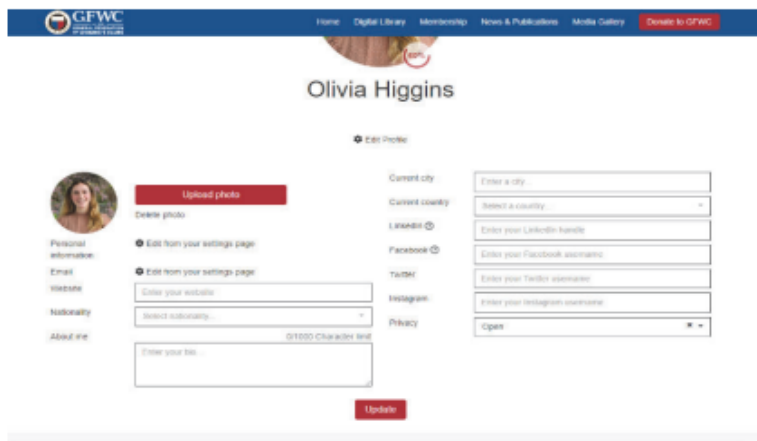 GFWC
Home Digital Library Membership News & Publications Media Gallery Donate to GFWC
Olivia Higgins
Edit Profile
Upload photo
Delete photo
Personal information
Edit from your settings page
Email
Edit from your settings page
Website
Enter your website
Nationality
Select nationality...
About me
0/1000 Character limit
Enter your bio...
Current city
Enter a city...
Current country
Select a country...
LinkedIn
Enter your LinkedIn handle
Facebook
Enter your Facebook username
Twitter
Enter your Twitter username
Instagram
Enter your Instagram username
Privacy
Open
Update